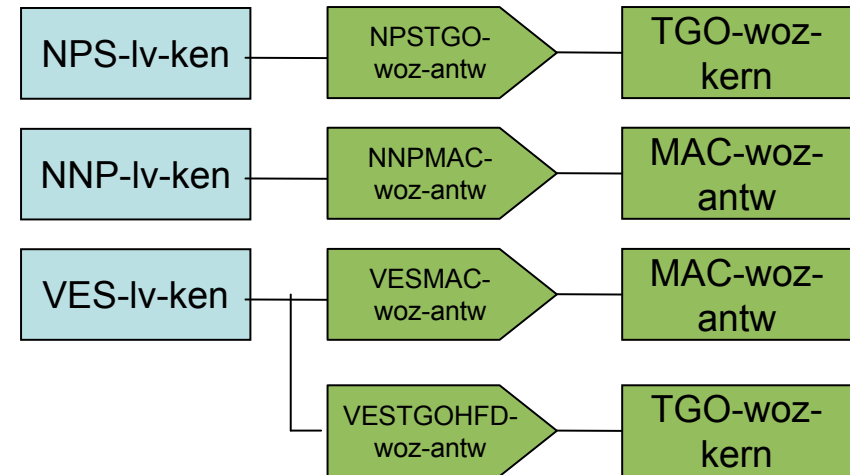 NPS-lv-ken
NPSTGO-
woz-antw
TGO-woz-
kern
NNP-lv-ken
NNPMAC-
woz-antw
MAC-woz-
antw
VES-lv-ken
VESMAC-
woz-antw
MAC-woz-
antw
VESTGOHFD-
woz-antw
TGO-woz-
kern